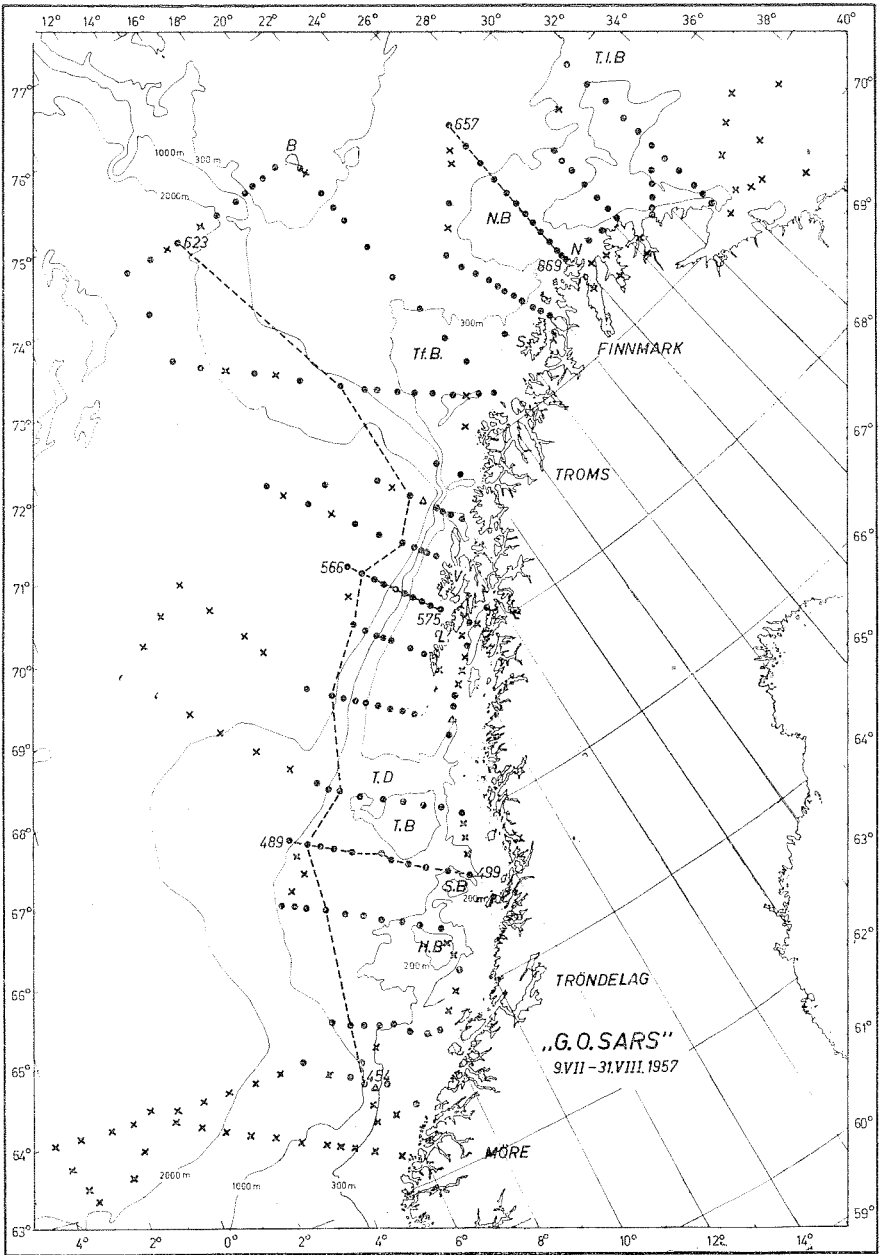 12° 14° 16° 18° 20° 22° 24° 26° 28° 30° 32° 34° 36° 38° 40°
77°
76°
75°
74°
73°
72°
71°
70°
69°
68°
67°
66°
65°
64°
63°
70°
69°
68°
67°
66°
65°
64°
63°
62°
61°
60°
59°
T.I.B
657
1000m
300m
B
2000m
623
N.B
N
669
300m
S.
Tf.B.
FINNMARK
TROMS
566
V.
575
L.
T.D
T.B
489
499
S.B
200m
H.B
200m
TRÖNDELAG
„G.O.SARS"
9.VII – 31.VIII.1957
454
MÖRE
2000m
1000m
300m
4° 2° 0° 2° 4° 6° 8° 10° 12° 14°